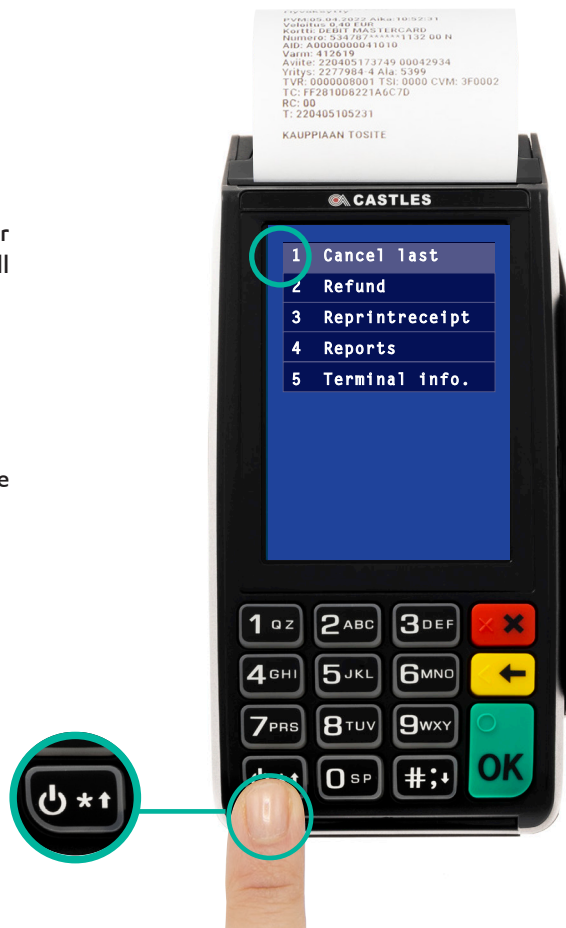 PVM:05.04.2022 Aika:10:52:31
Veloitus 0,40 EUR
Kortti: DEBIT MASTERCARD
Numero: 534787******1132 00 N
AID: A0000000041010
Varm: 412619
Aviite: 220405173749 00042934
Yritys: 2277984-4 Ala: 5399
TVR: 0000008001 TSI: 0000 CVM: 3F0002
TC: FF2810D8221A6C7D
RC: 00
T: 220405105231
KAUPPIAAN TOSITE
CASTLES
1 Cancel last
2 Refund
3 Reprintreceipt
4 Reports
5 Terminal info.
1 QZ 2 ABC 3 DEF
4 GHI 5 JKL 6 MNO
7 PRS 8 TUV 9 WXY
0 SP #;
OK
*